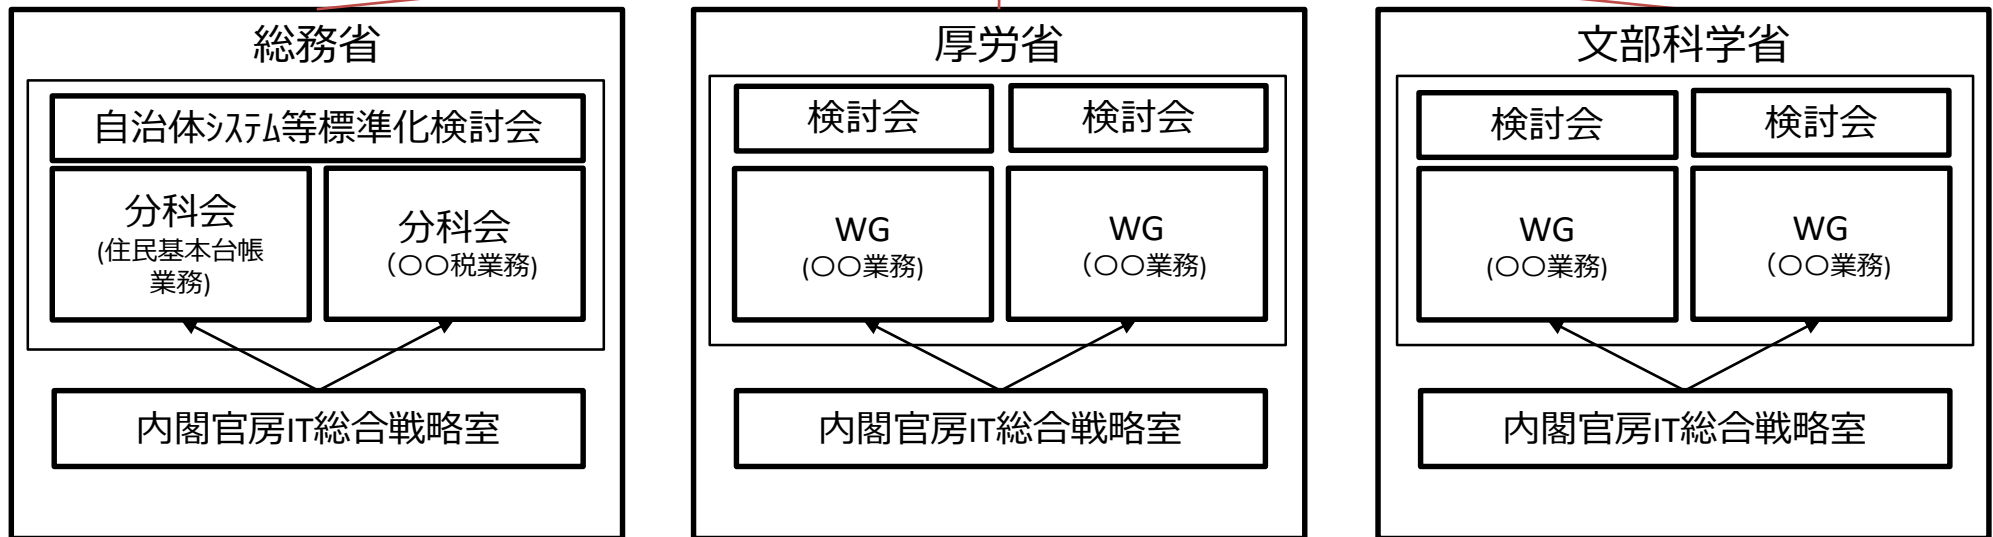 総務省
自治体ｼｽﾃﾑ等標準化検討会
分科会
(住民基本台帳
業務)
分科会
（〇〇税業務)
内閣官房IT総合戦略室
厚労省
検討会
検討会
WG
(〇〇業務)
WG
（〇〇業務)
内閣官房IT総合戦略室
文部科学省
検討会
検討会
WG
(〇〇業務)
WG
（〇〇業務)
内閣官房IT総合戦略室